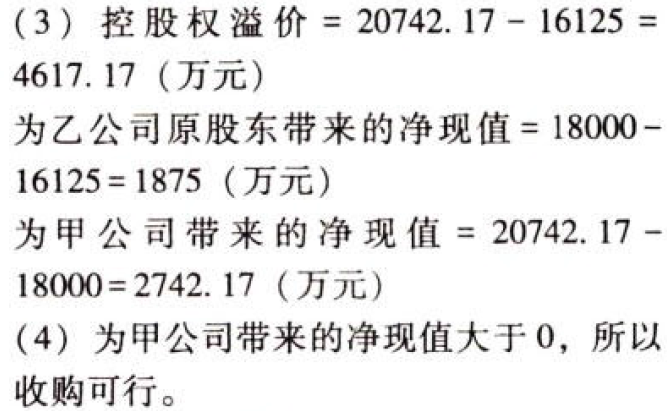 （3）控股权溢价 = 20742.17 - 16125 =
4617.17（万元）
为乙公司原股东带来的净现值 = 18000-
16125=1875（万元）
为甲公司带来的净现值 = 20742.17 -
18000=2742.17（万元）
（4）为甲公司带来的净现值大于 0，所以
收购可行。